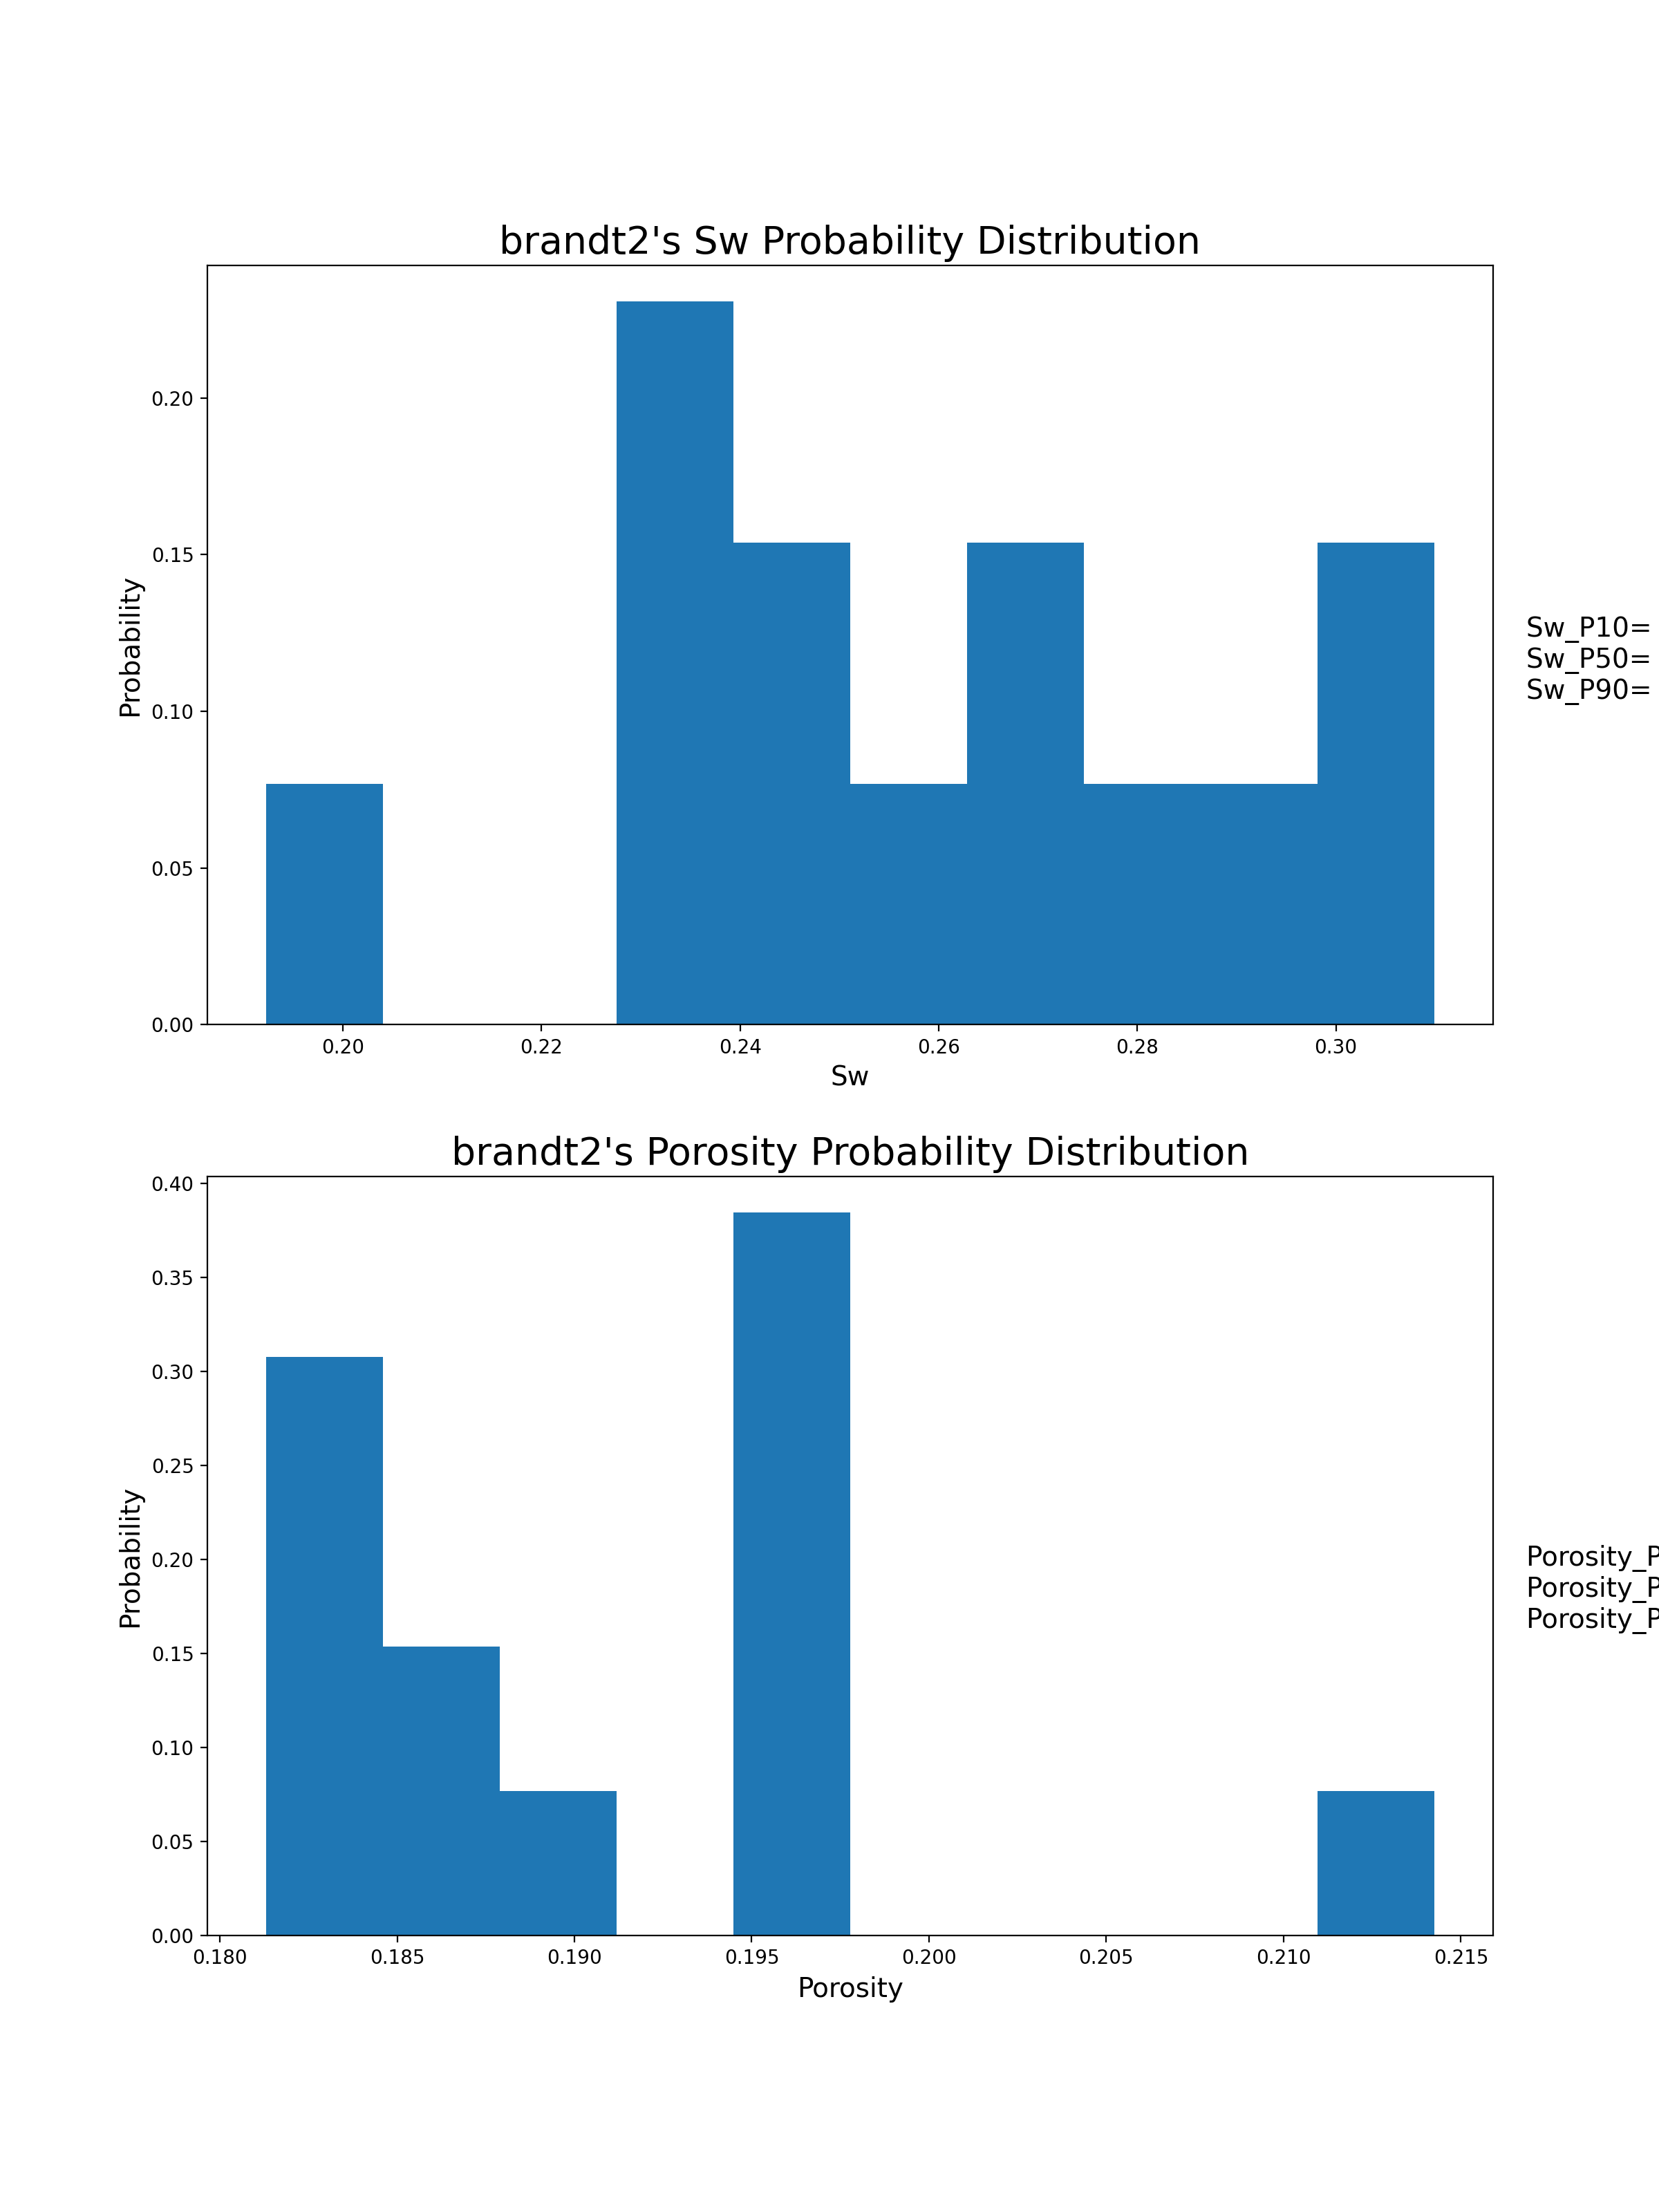 brandt2's Sw Probability Distribution
0.20
0.15
0.10
0.05
0.00
Probability
0.20 0.22 0.24 0.26 0.28 0.30
Sw
Sw_P10=
Sw_P50=
Sw_P90=
brandt2's Porosity Probability Distribution
0.40
0.35
0.30
0.25
0.20
0.15
0.10
0.05
0.00
Probability
0.180 0.185 0.190 0.195 0.200 0.205 0.210 0.215
Porosity
Porosity_P
Porosity_P
Porosity_P